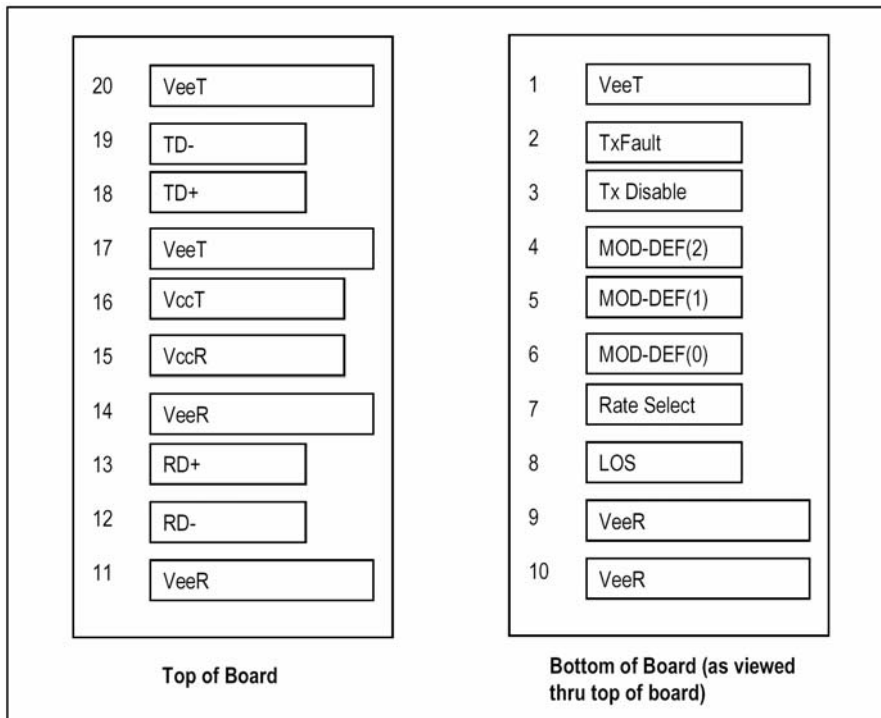 20 VeeT
19 TD-
18 TD+
17 VeeT
16 VccT
15 VccR
14 VeeR
13 RD+
12 RD-
11 VeeR
Top of Board
1 VeeT
2 TxFault
3 Tx Disable
4 MOD-DEF(2)
5 MOD-DEF(1)
6 MOD-DEF(0)
7 Rate Select
8 LOS
9 VeeR
10 VeeR
Bottom of Board (as viewed
thru top of board)